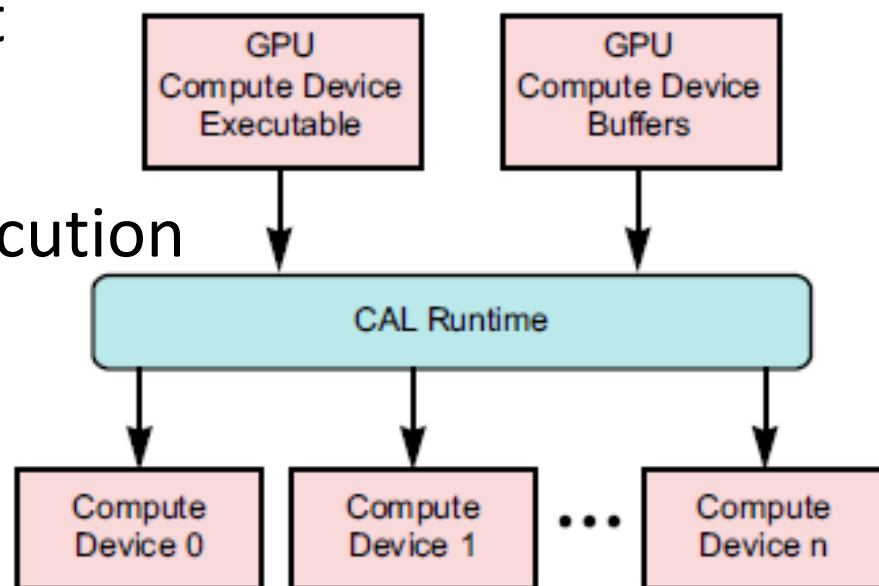 t
GPU
Compute Device
Executable
GPU
Compute Device
Buffers
cution
CAL Runtime
Compute
Device 0
Compute
Device 1
...
Compute
Device n